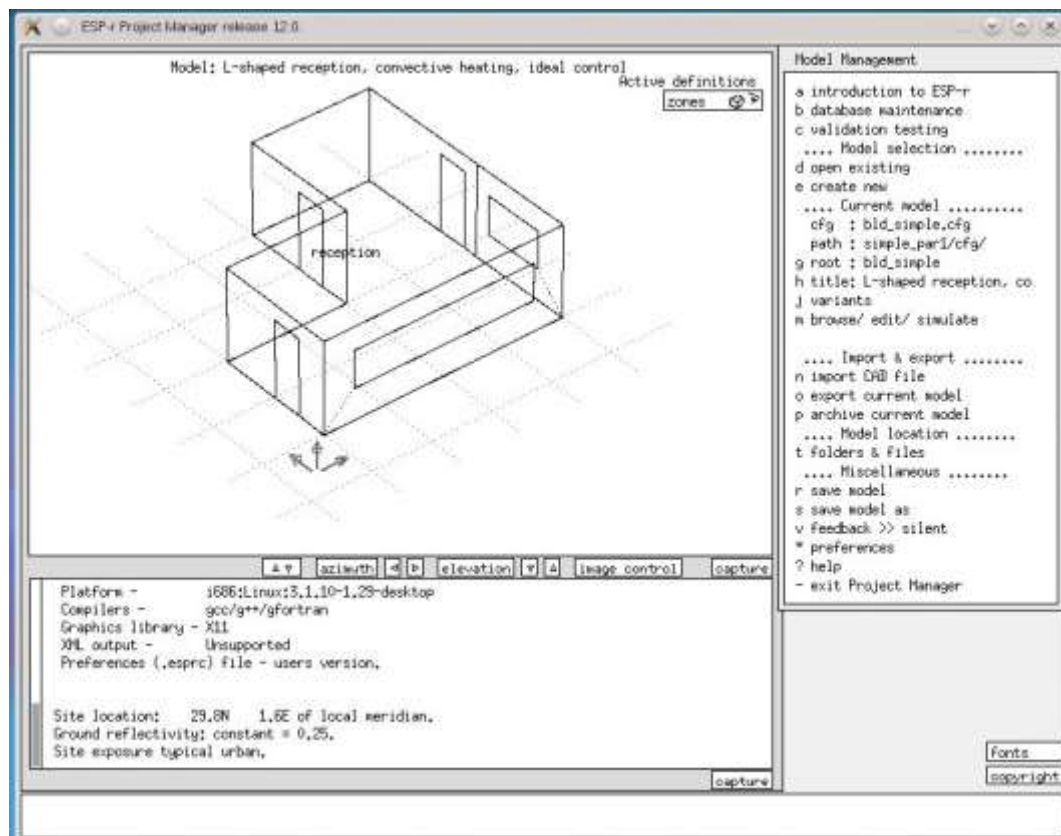 ESP-r Project Manager release 12.0
Model: L-shaped reception, convective heating, ideal control
Active definitions
zones
reception
azimuth
elevation
image control
capture
Platform - i686:Linux:3.1.10-1.29-desktop
Compilers - gcc/g++/gfortran
Graphics library - X11
XML output - Unsupported
Preferences (.esprc) file - users version.
Site location: 29.8N 1.6E of local meridian.
Ground reflectivity: constant = 0.25.
Site exposure typical urban.
capture
Model Management
a introduction to ESP-r
b database maintenance
c validation testing
.... Model selection ........
d open existing
e create new
.... Current model ..........
cfg : bld_simple.cfg
path : simple_par1/cfg/
g root : bld_simple
h title: L-shaped reception, co
j variants
m browse/ edit/ simulate
.... Import & export ........
n import CAD file
o export current model
p archive current model
.... Model location ........
t folders & files
.... Miscellaneous ........
r save model
s save model as
v feedback >> silent
* preferences
? help
- exit Project Manager
fonts
copyright